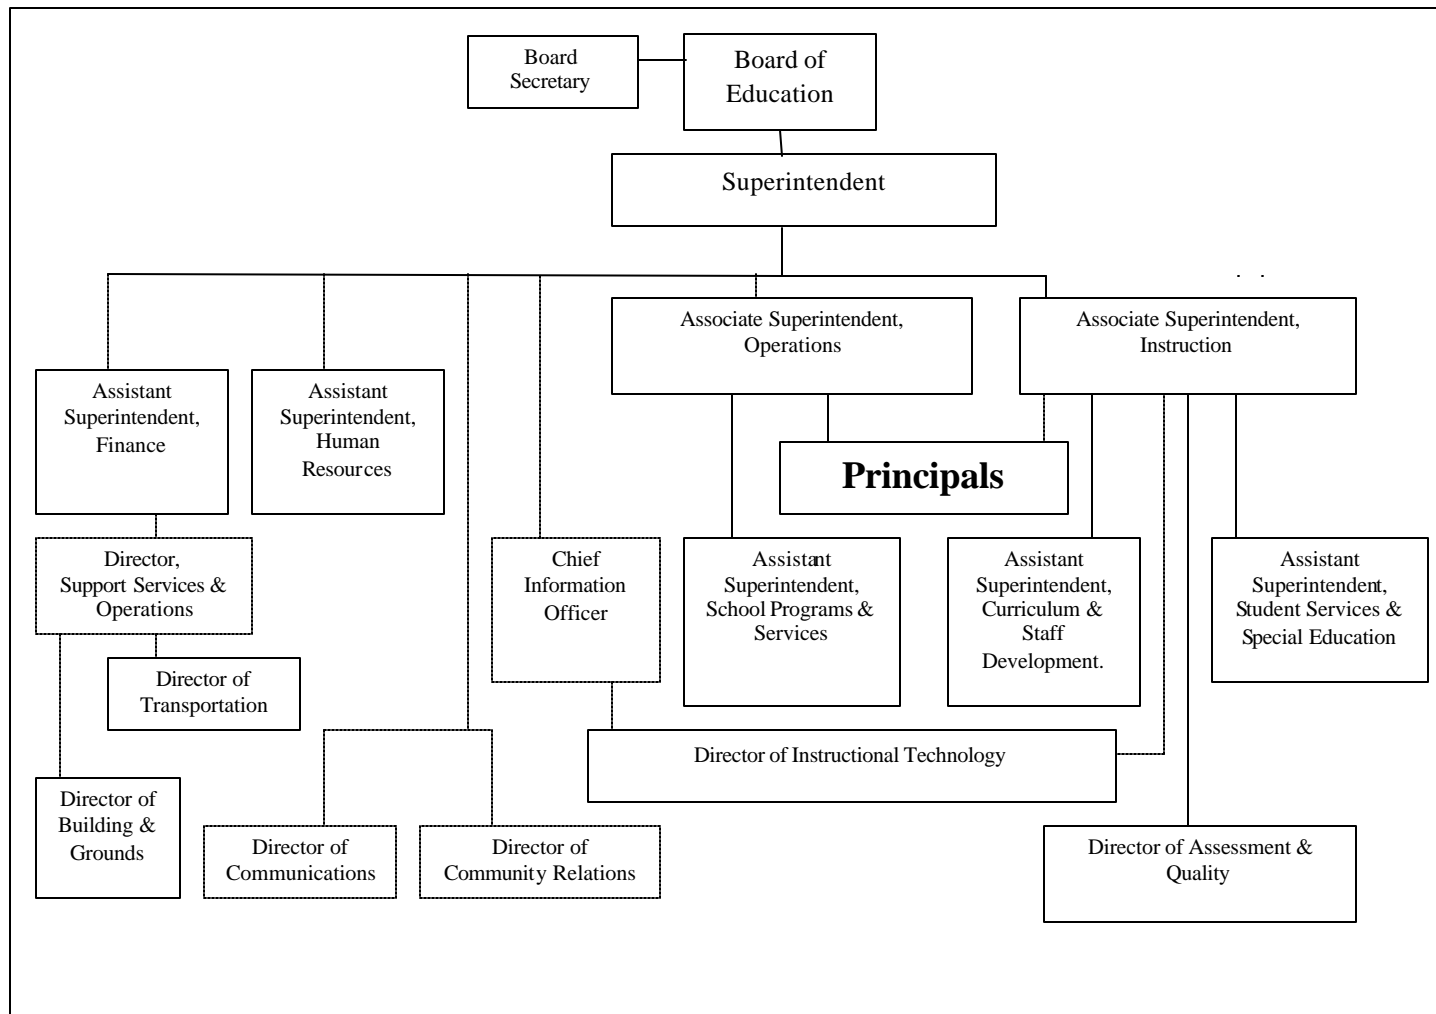 Board
Secretary
Board of
Education
Superintendent
Associate Superintendent,
Operations
Associate Superintendent,
Instruction
Assistant
Superintendent,
Finance
Assistant
Superintendent,
Human
Resources
Principals
Director,
Support Services &
Operations
Chief
Information
Officer
Assistant
Superintendent,
School Programs &
Services
Assistant
Superintendent,
Curriculum &
Staff
Development.
Assistant
Superintendent,
Student Services &
Special Education
Director of
Transportation
Director of Instructional Technology
Director of
Building &
Grounds
Director of
Communications
Director of
Community Relations
Director of Assessment &
Quality